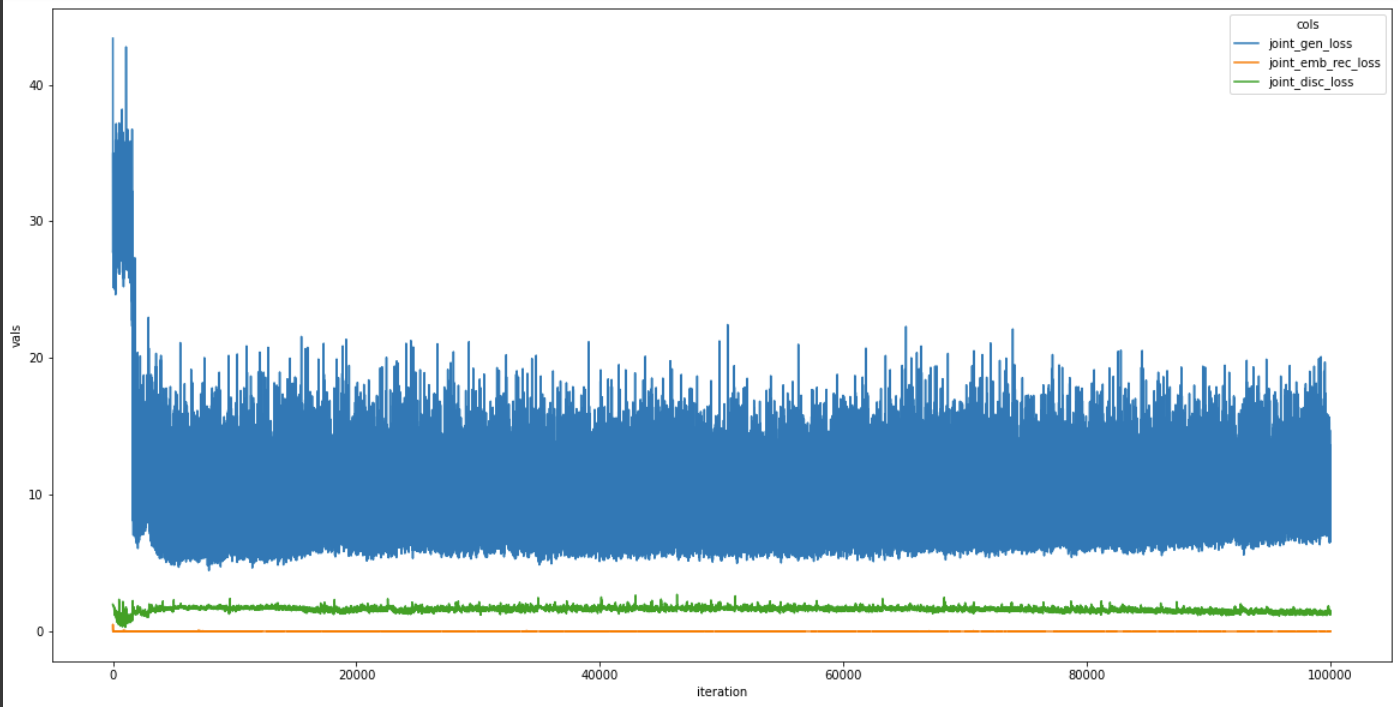 cols
joint_gen_loss
joint_emb_rec_loss
joint_disc_loss
40
30
20
10
0
vals
0 20000 40000 60000 80000 100000
iteration